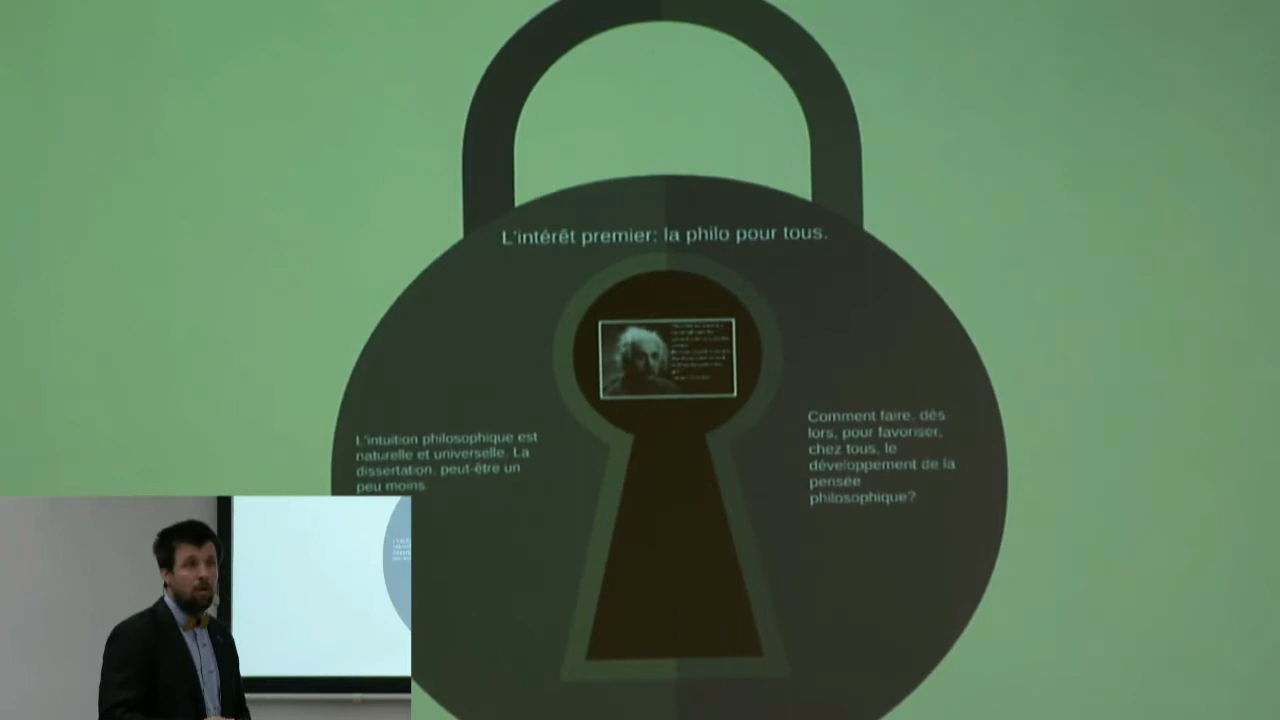 L'intérêt premier: la philo pour tous.
L'intuition philosophique est
naturelle et universelle. La
dissertation, peut-être un
peu moins.
Comment faire, dès
lors, pour favoriser,
chez tous, le
développement de la
pensée
philosophique?